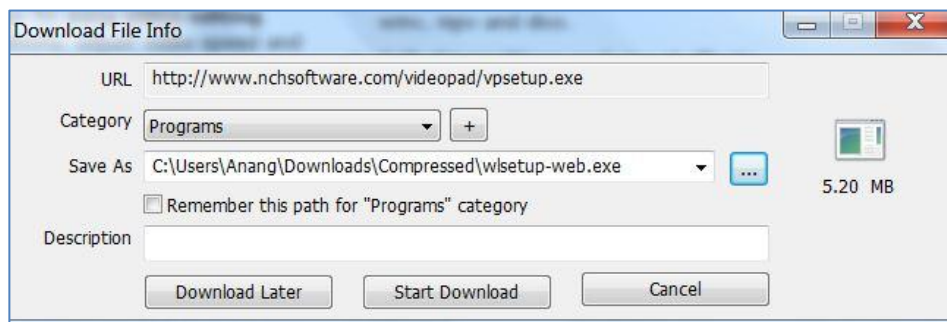 Download File Info
URL http://www.nchsoftware.com/videopad/vpsetup.exe
Category Programs +
Save As C:\Users\Anang\Downloads\Compressed\wlsetup-web.exe ...
5.20 MB
Remember this path for "Programs" category
Description
Download Later Start Download Cancel